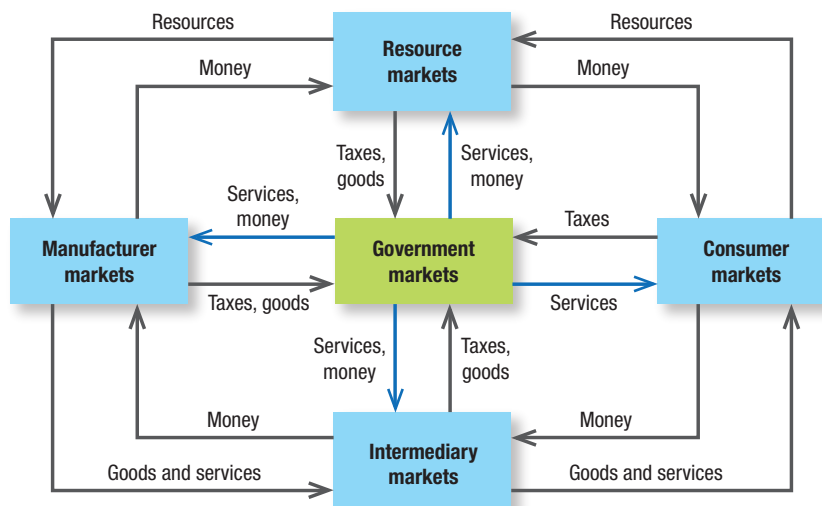 Resources
Resources
Resource
markets
Money
Money
Taxes,
goods
Services,
money
Services,
money
Taxes
Manufacturer
markets
Government
markets
Consumer
markets
Taxes, goods
Services
Services,
money
Taxes,
goods
Money
Money
Intermediary
markets
Goods and services
Goods and services